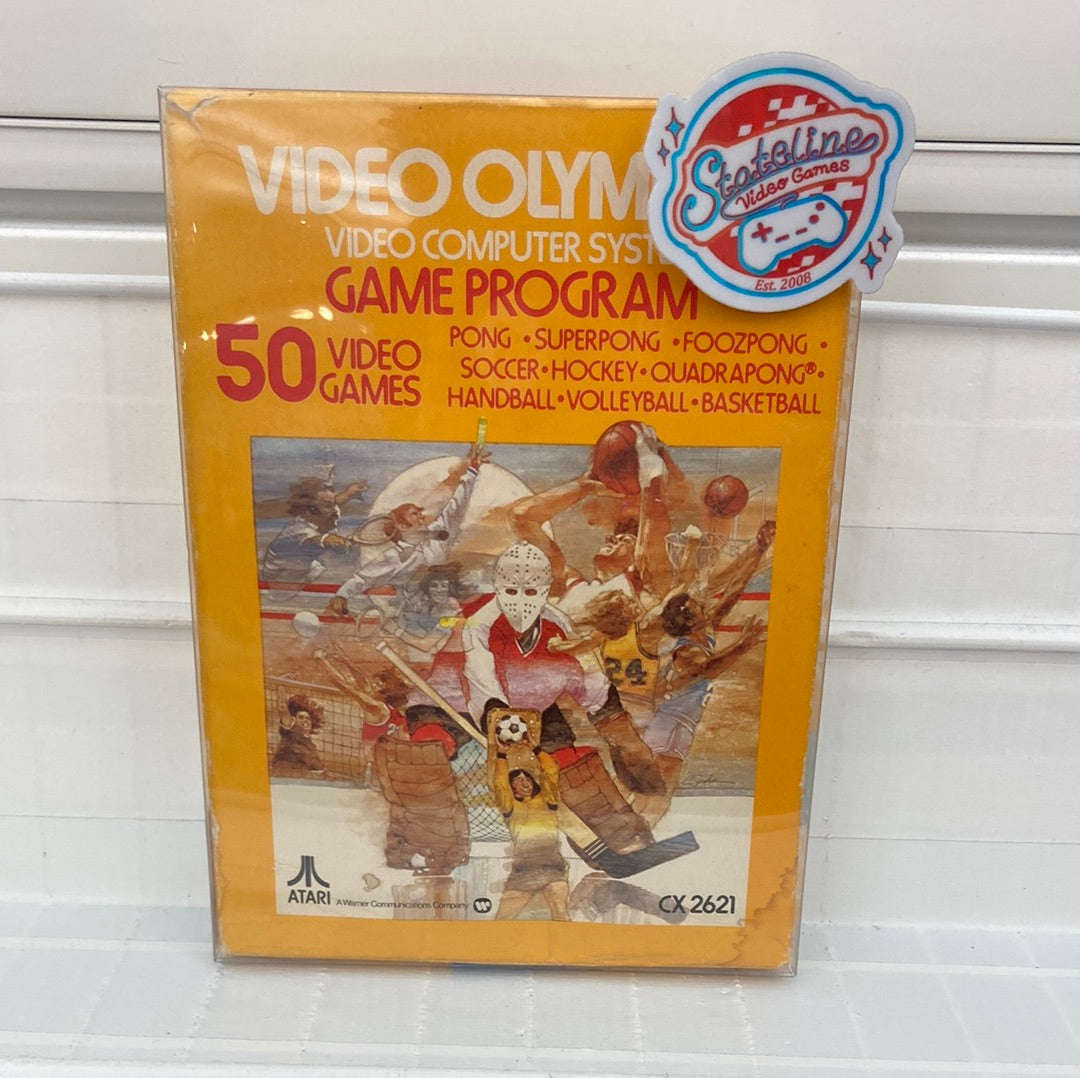 VIDEO OLYM
VIDEO COMPUTER SYST
GAME PROGRAM
50 VIDEO GAMES
PONG • SUPERPONG • FOOZPONG •
SOCCER • HOCKEY • QUADRAPONG® •
HANDBALL • VOLLEYBALL • BASKETBALL
Stateline
Video Games
Est. 2008
24
ATARI
A Warner Communications Company
CX 2621